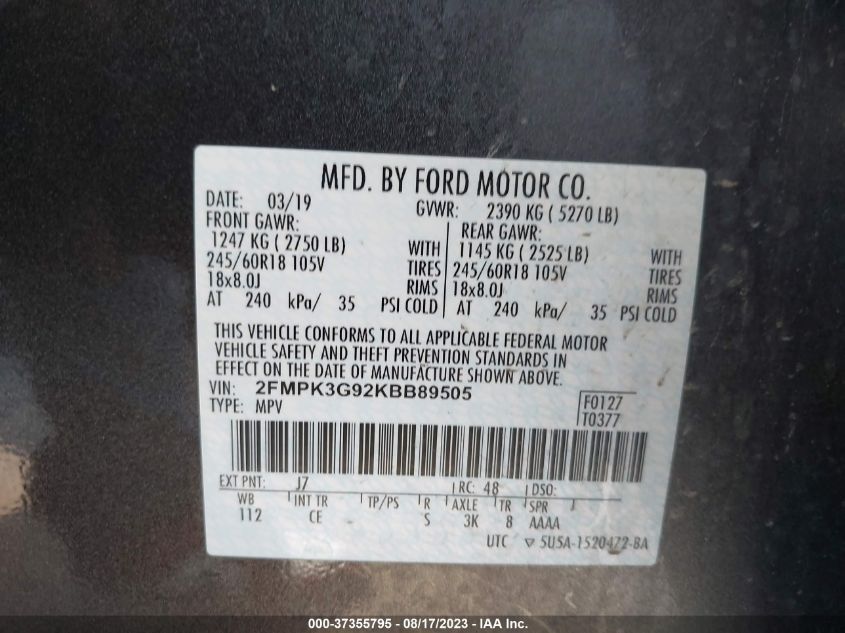 MFD. BY FORD MOTOR CO.
DATE: 03/19 GVWR: 2390 KG ( 5270 LB)
FRONT GAWR: REAR GAWR:
1247 KG ( 2750 LB) WITH 1145 KG ( 2525 LB) WITH
245/60R18 105V TIRES 245/60R18 105V TIRES
18x8.0J RIMS 18x8.0J RIMS
AT 240 kPa/ 35 PSI COLD AT 240 kPa/ 35 PSI COLD
THIS VEHICLE CONFORMS TO ALL APPLICABLE FEDERAL MOTOR
VEHICLE SAFETY AND THEFT PREVENTION STANDARDS IN
EFFECT ON THE DATE OF MANUFACTURE SHOWN ABOVE.
VIN: 2FMPK3G92KBB89505
TYPE: MPV
F0127
T0377
EXT PNT: J7 RC: 48 DSO:
WB INT TR TP/PS R AXLE TR SPR
112 CE S 3K 8 AAAA
UTC 5U5A-1520472-BA
000-37355795 - 08/17/2023 - IAA Inc.